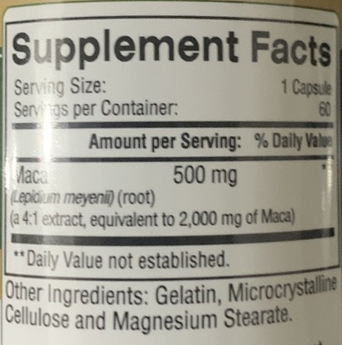 Supplement Facts
Serving Size: 1 Capsule
Servings per Container: 60
Amount per Serving: % Daily Value
Maca 500 mg **
(Lepidium meyenii) (root)
(a 4:1 extract, equivalent to 2,000 mg of Maca)
**Daily Value not established.
Other Ingredients: Gelatin, Microcrystalline
Cellulose and Magnesium Stearate.